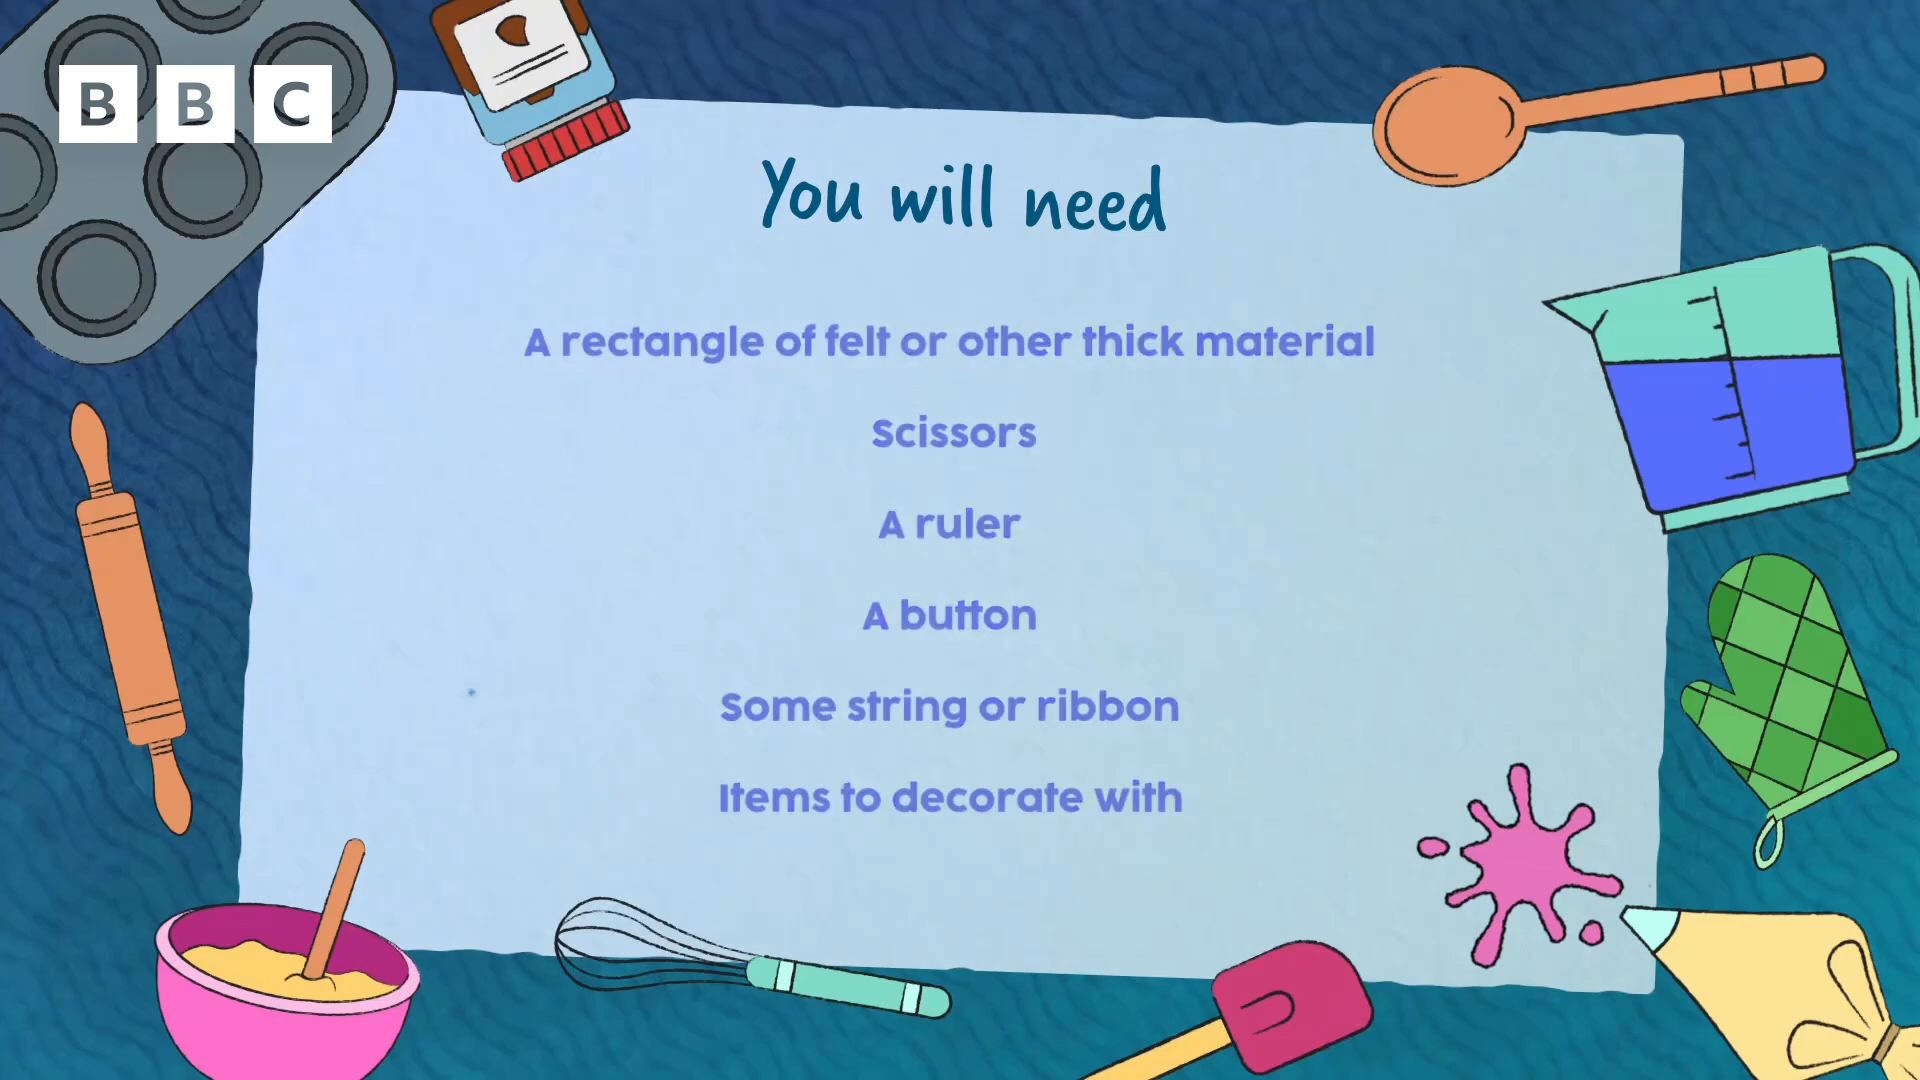 BBC
You will need
A rectangle of felt or other thick material
Scissors
A ruler
A button
Some string or ribbon
Items to decorate with